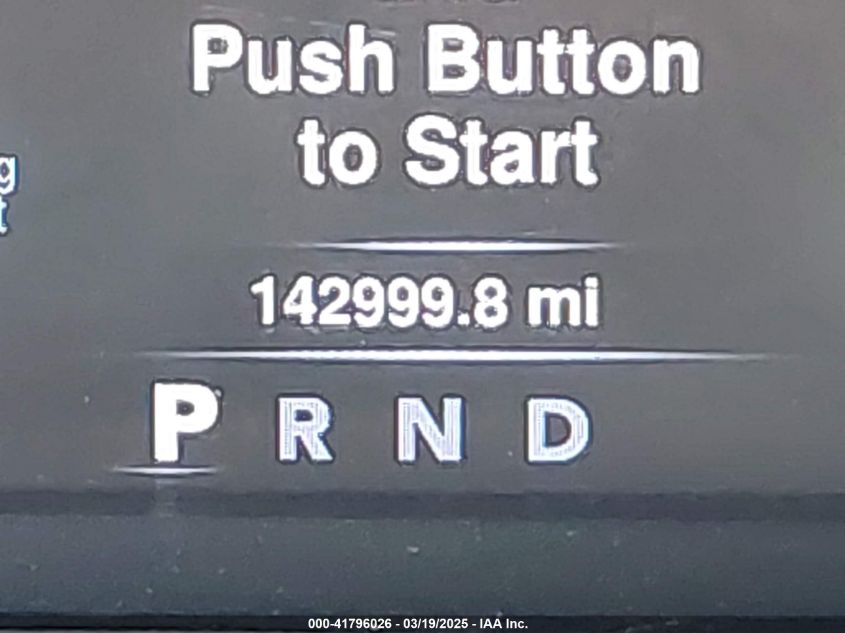 Push Button
to Start
g
t
142999.8 mi
P R N D
000-41796026 - 03/19/2025 - IAA Inc.